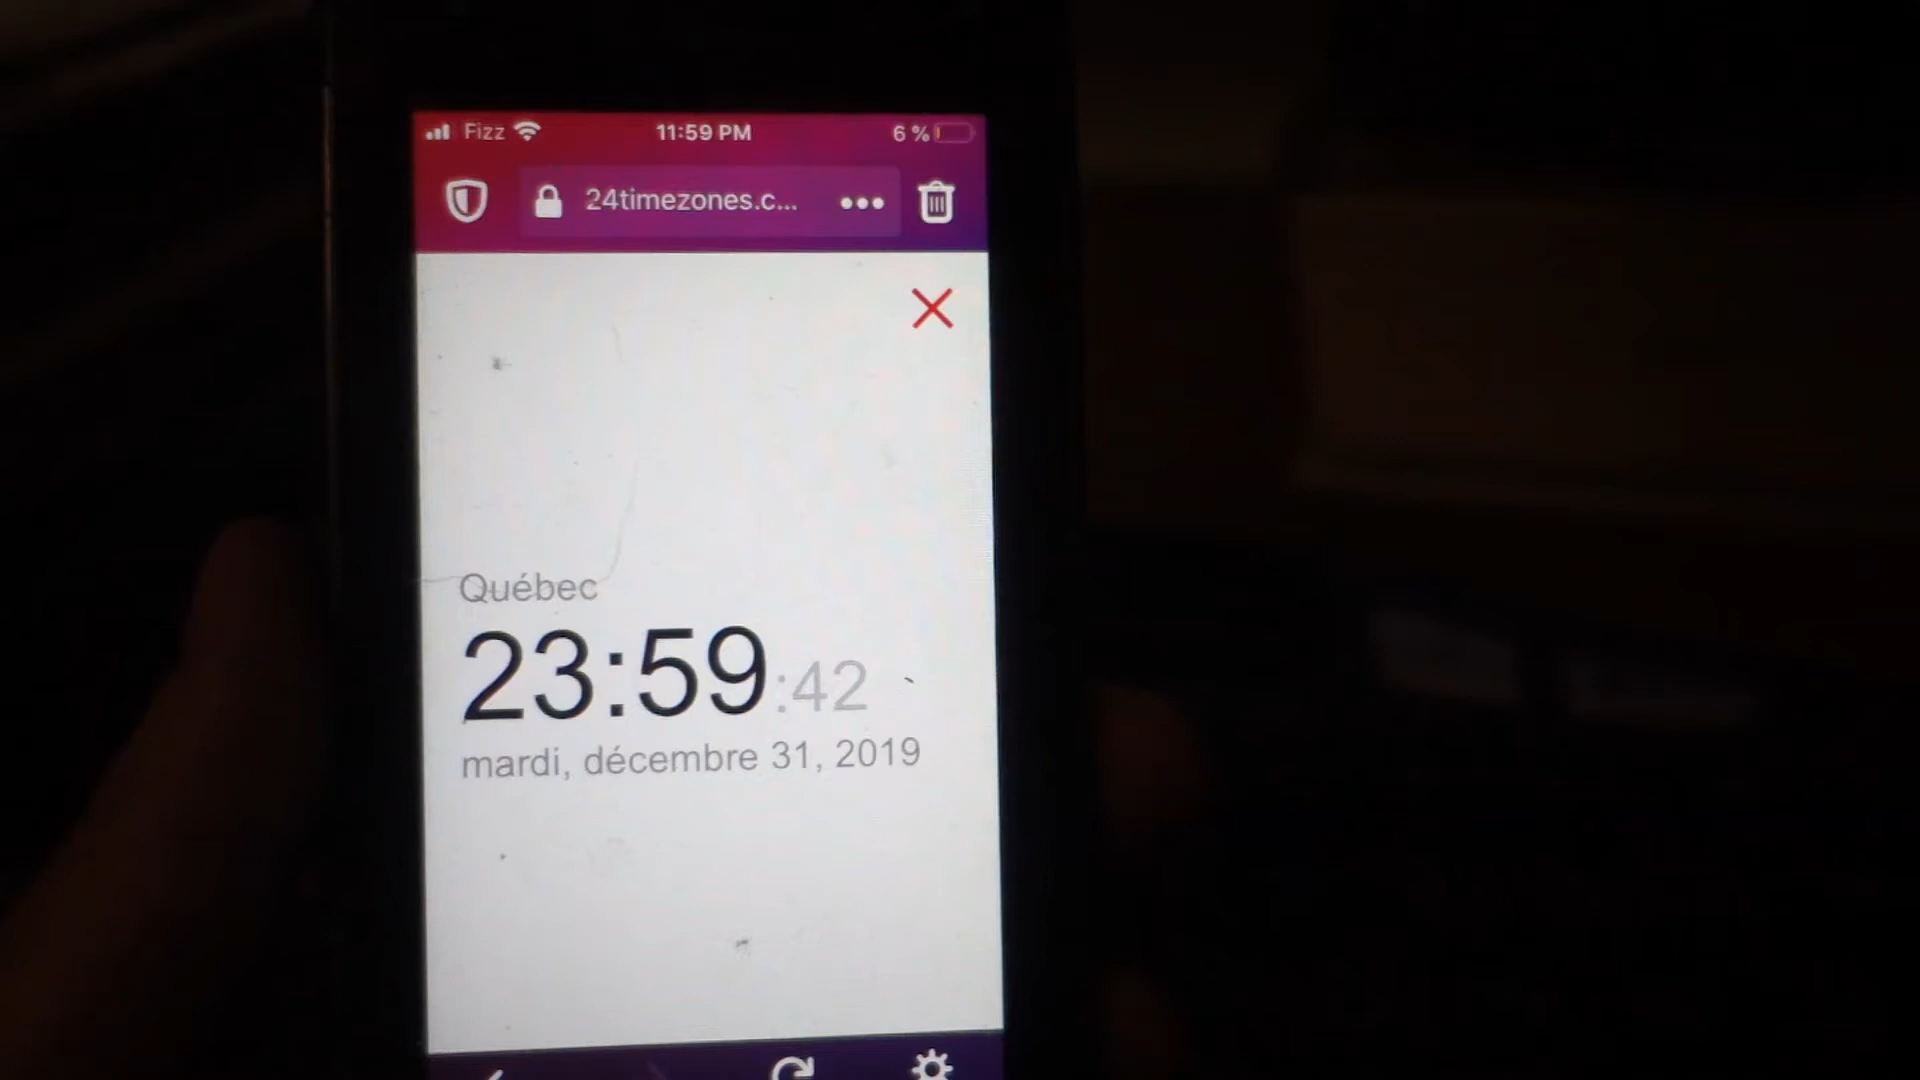 Fizz 11:59 PM 6 %
24timezones.c...
Québec
23:59:42
mardi, décembre 31, 2019